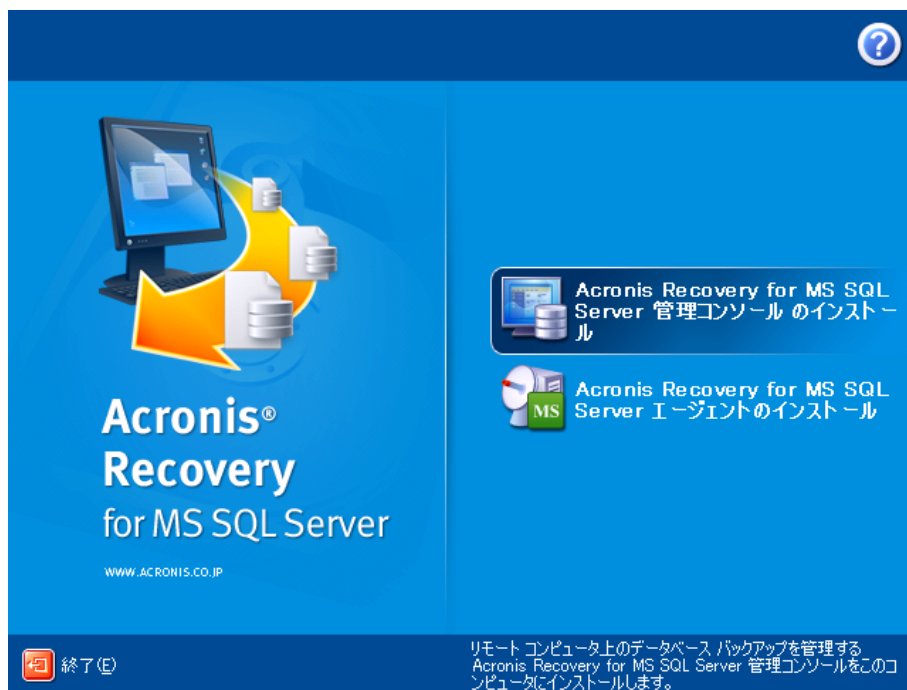 Acronis®
Recovery
for MS SQL Server
WWW.ACRONIS.CO.JP
Acronis Recovery for MS SQL
Server 管理コンソール のインストー
ル
MS
Acronis Recovery for MS SQL
Server エージェントのインストール
終了(E)
リモート コンピュータ上のデータベース バックアップを管理する
Acronis Recovery for MS SQL Server 管理コンソールをこのコ
ンピュータにインストールします。
?